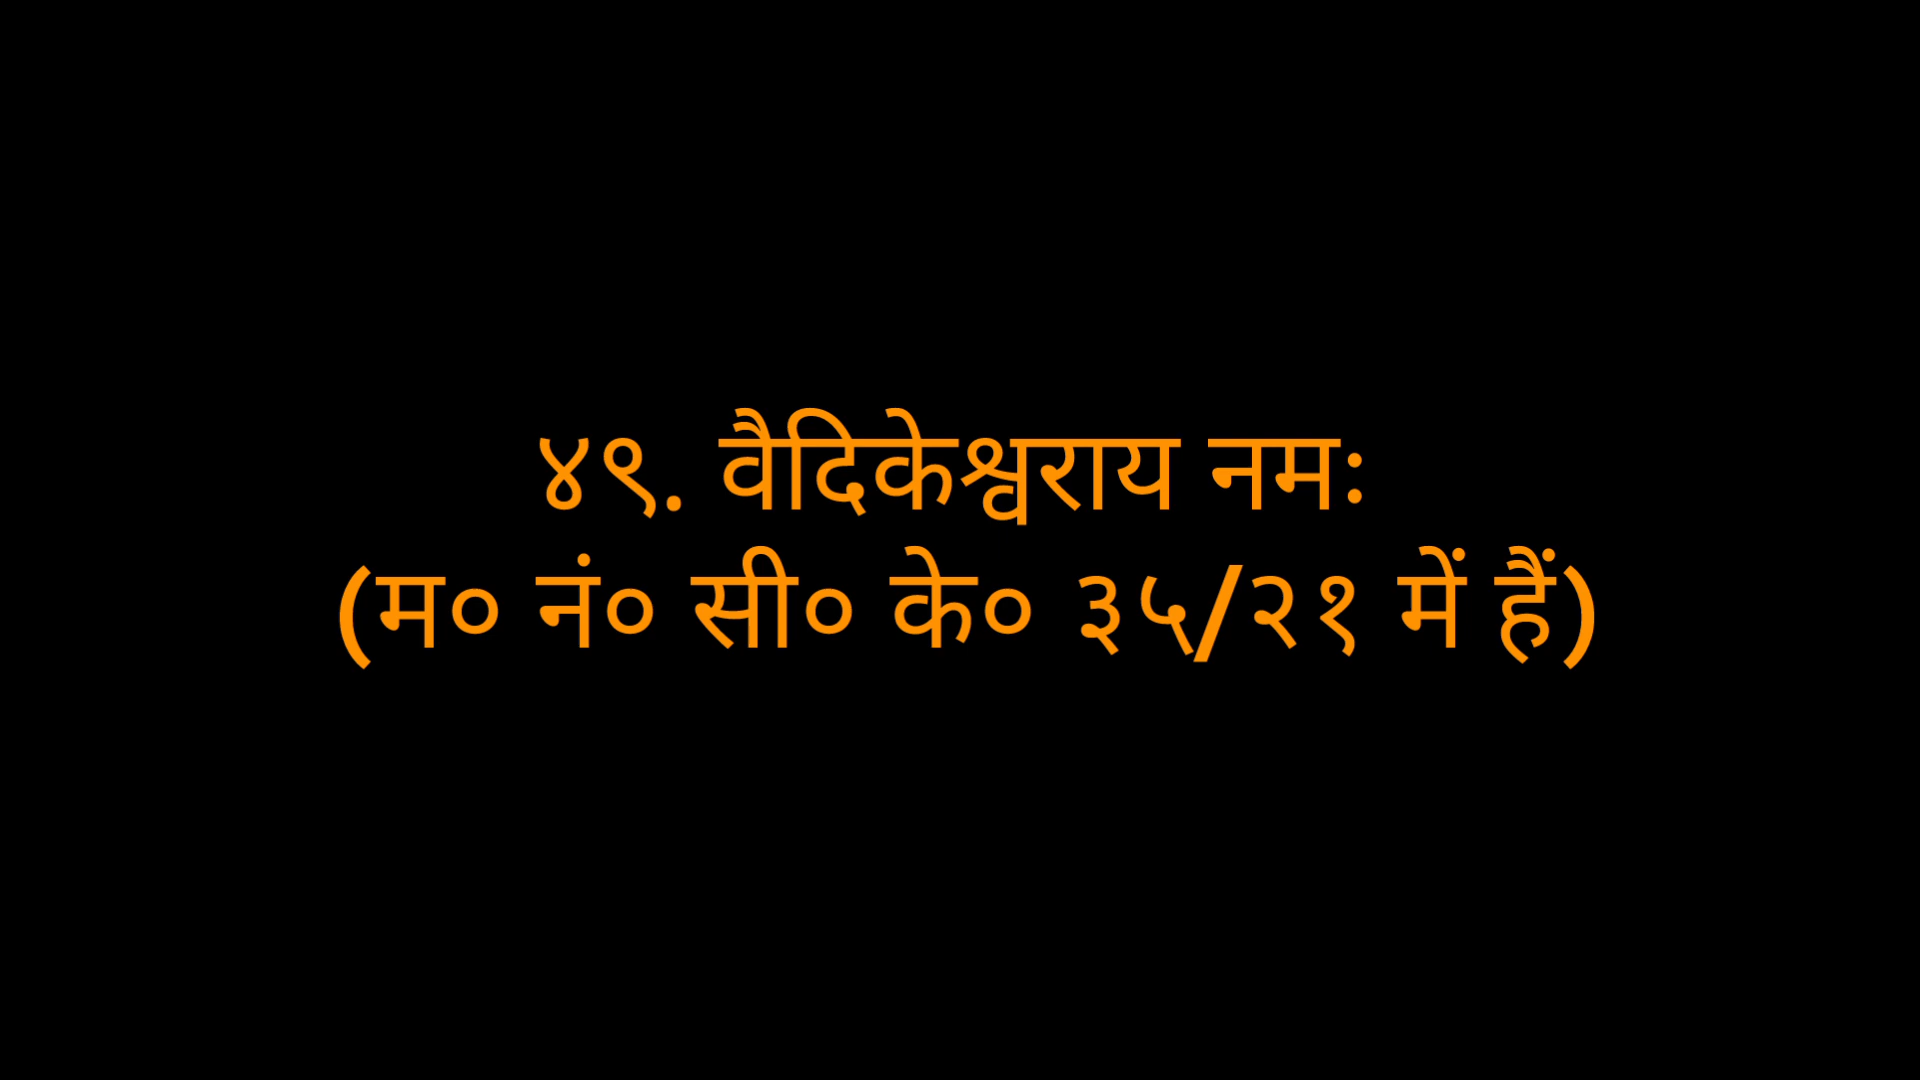 ४९. वैदिकेश्वराय नमः
(म० नं० सी० के० ३५/२१ में हैं)